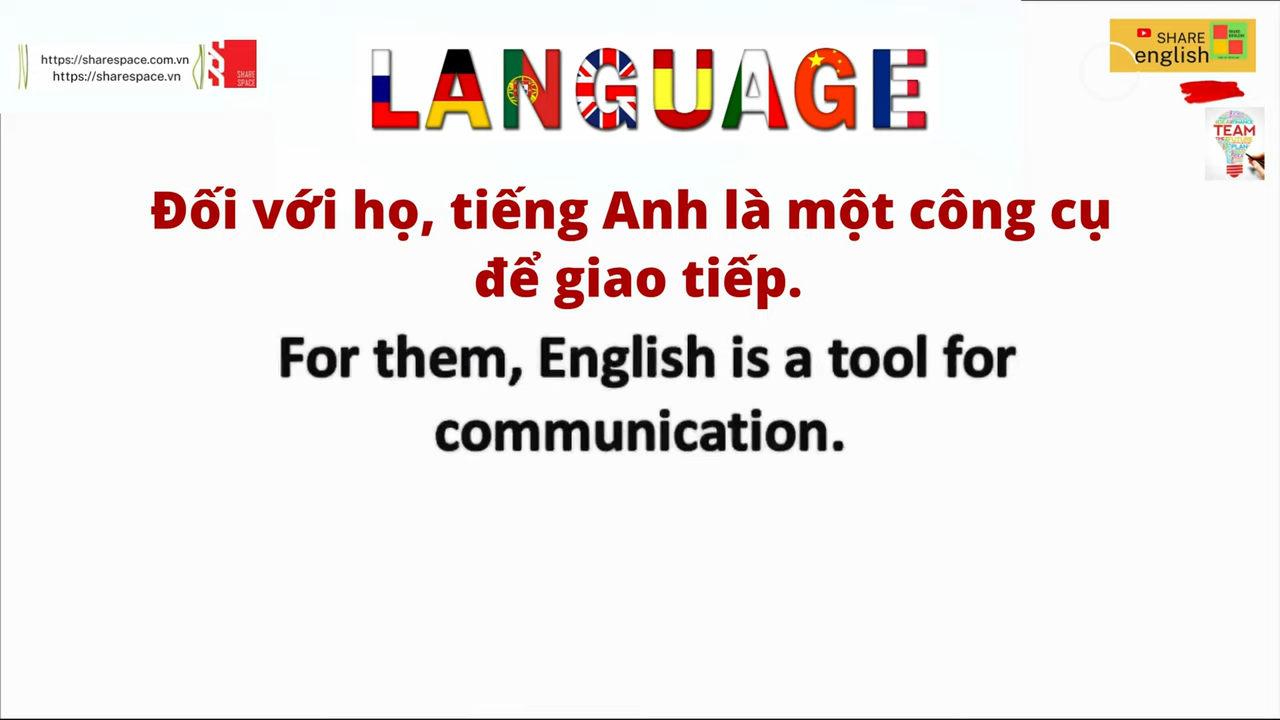 https://sharespace.com.vn
https://sharespace.vn
SHARE
SPACE
LANGUAGE
SHARE
english
TEAM
PLAN
Đối với họ, tiếng Anh là một công cụ
để giao tiếp.
For them, English is a tool for
communication.